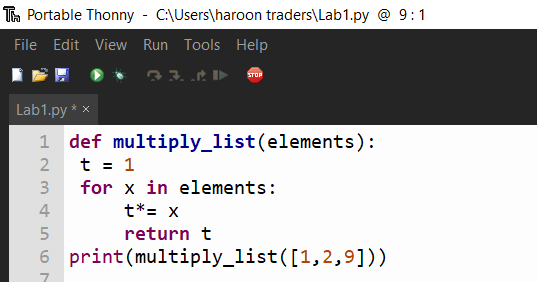 Portable Thonny - C:\Users\haroon traders\Lab1.py @ 9:1
File Edit View Run Tools Help
STOP
Lab1.py * ×
1 def multiply_list(elements):
2  t = 1
3  for x in elements:
4      t*= x
5      return t
6 print(multiply_list([1,2,9]))
7